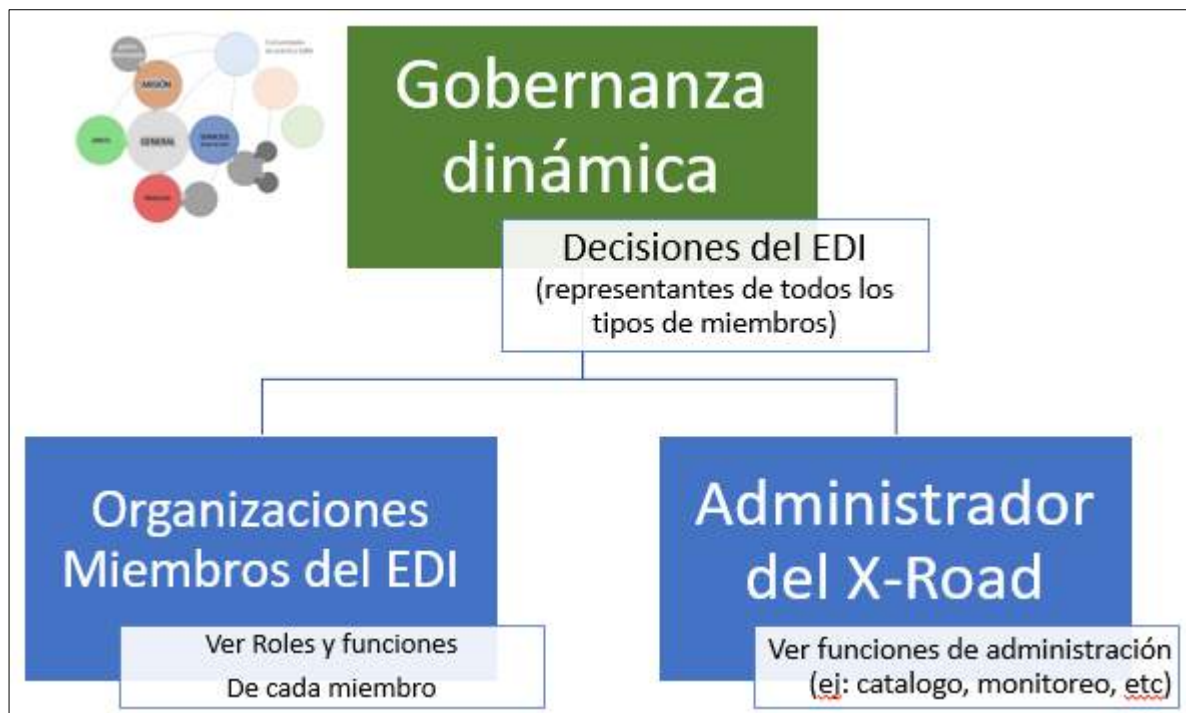 Gobernanza
dinámica
Decisiones del EDI
(representantes de todos los
tipos de miembros)
MISIÓN
GENERAL
Organizaciones
Miembros del EDI
Ver Roles y funciones
De cada miembro
Administrador
del X-Road
Ver funciones de administración
(ej: catalogo, monitoreo, etc)